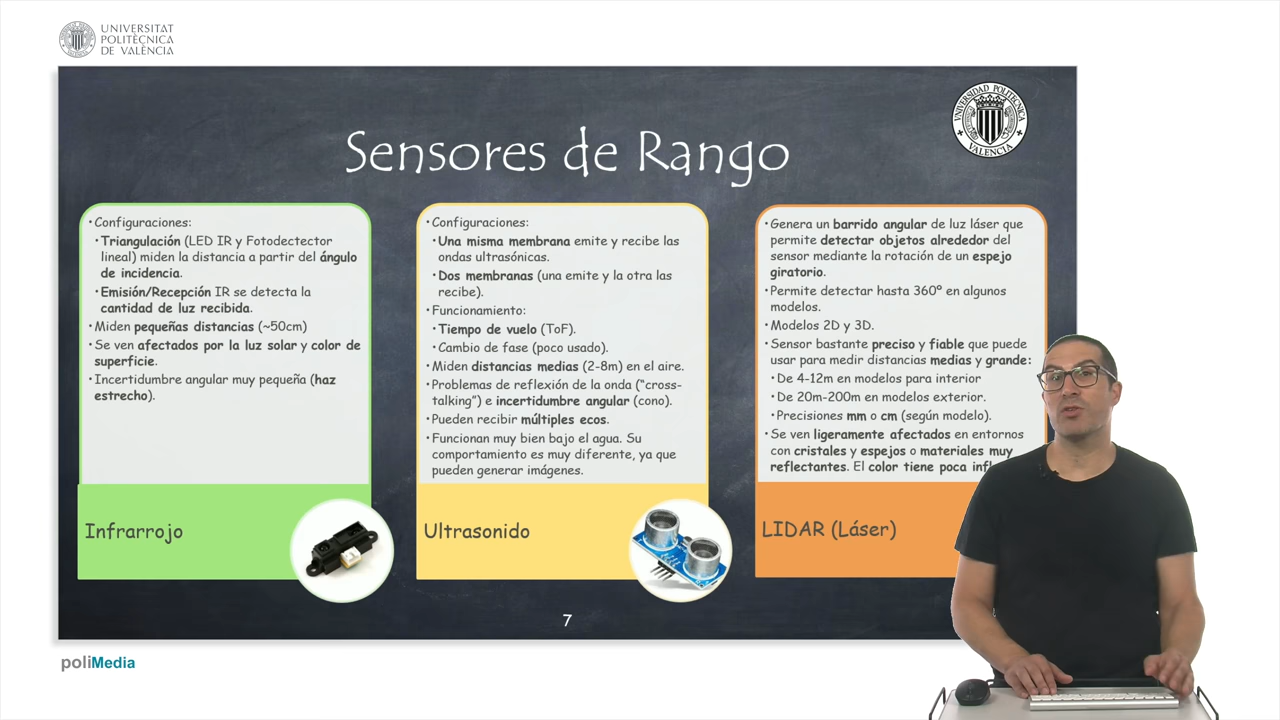 UNIVERSITAT
POLITÈCNICA
DE VALÈNCIA
UNIVERSIDAD POLITECNICA
VALENCIA
Sensores de Rango
•Configuraciones:
•Triangulación (LED IR y Fotodectector
lineal) miden la distancia a partir del ángulo
de incidencia.
•Emisión/Recepción IR se detecta la
cantidad de luz recibida.
•Miden pequeñas distancias (~50cm)
•Se ven afectados por la luz solar y color de
superficie.
•Incertidumbre angular muy pequeña (haz
estrecho).
Infrarrojo
•Configuraciones:
•Una misma membrana emite y recibe las
ondas ultrasónicas.
•Dos membranas (una emite y la otra las
recibe).
•Funcionamiento:
•Tiempo de vuelo (ToF).
•Cambio de fase (poco usado).
•Miden distancias medias (2-8m) en el aire.
•Problemas de reflexión de la onda (“cross-
talking”) e incertidumbre angular (cono).
•Pueden recibir múltiples ecos.
•Funcionan muy bien bajo el agua. Su
comportamiento es muy diferente, ya que
pueden generar imágenes.
Ultrasonido
•Genera un barrido angular de luz láser que
permite detectar objetos alrededor del
sensor mediante la rotación de un espejo
giratorio.
•Permite detectar hasta 360º en algunos
modelos.
•Modelos 2D y 3D.
•Sensor bastante preciso y fiable que puede
usar para medir distancias medias y grande:
•De 4-12m en modelos para interior
•De 20m-200m en modelos exterior.
•Precisiones mm o cm (según modelo).
•Se ven ligeramente afectados en entornos
con cristales y espejos o materiales muy
reflectantes. El color tiene poca
LIDAR (Láser)
7
poliMedia